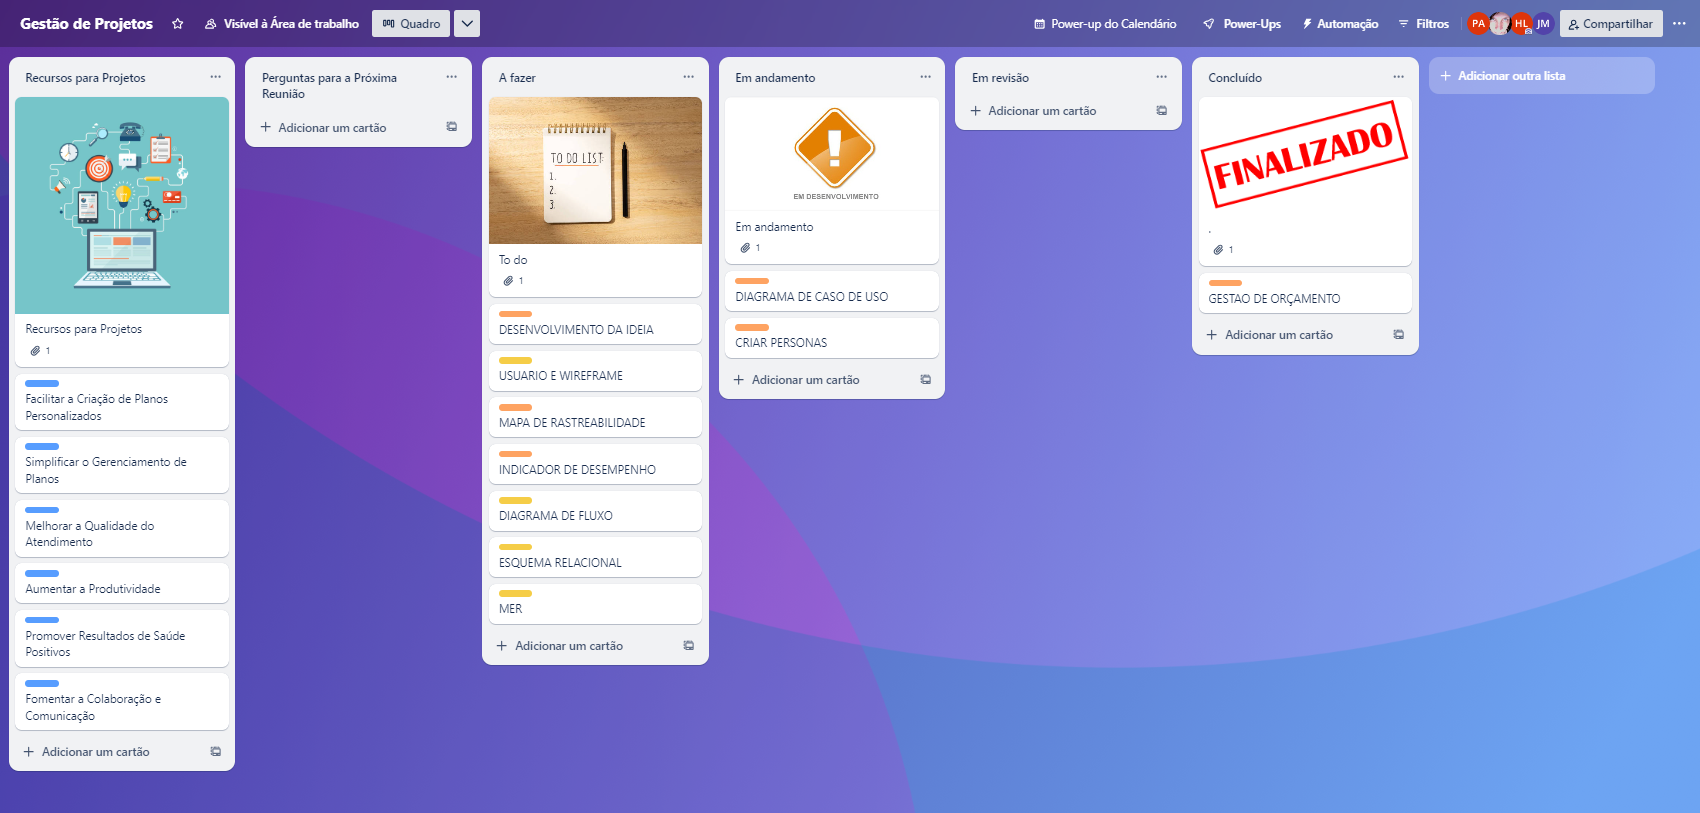 Gestão de Projetos
Visível à Área de trabalho
Quadro
Power-up do Calendário
Power-Ups
Automação
Filtros
PA
HL
JM
Compartilhar
Recursos para Projetos
Recursos para Projetos
1
Facilitar a Criação de Planos
Personalizados
Simplificar o Gerenciamento de
Planos
Melhorar a Qualidade do
Atendimento
Aumentar a Produtividade
Promover Resultados de Saúde
Positivos
Fomentar a Colaboração e
Comunicação
Adicionar um cartão
Perguntas para a Próxima
Reunião
Adicionar um cartão
A fazer
TO DO LIST:
1.
2.
3.
To do
1
DESENVOLVIMENTO DA IDEIA
USUARIO E WIREFRAME
MAPA DE RASTREABILIDADE
INDICADOR DE DESEMPENHO
DIAGRAMA DE FLUXO
ESQUEMA RELACIONAL
MER
Adicionar um cartão
Em andamento
!
EM DESENVOLVIMENTO
Em andamento
1
DIAGRAMA DE CASO DE USO
CRIAR PERSONAS
Adicionar um cartão
Em revisão
Adicionar um cartão
Concluído
FINALIZADO
.
1
GESTAO DE ORÇAMENTO
Adicionar um cartão
Adicionar outra lista